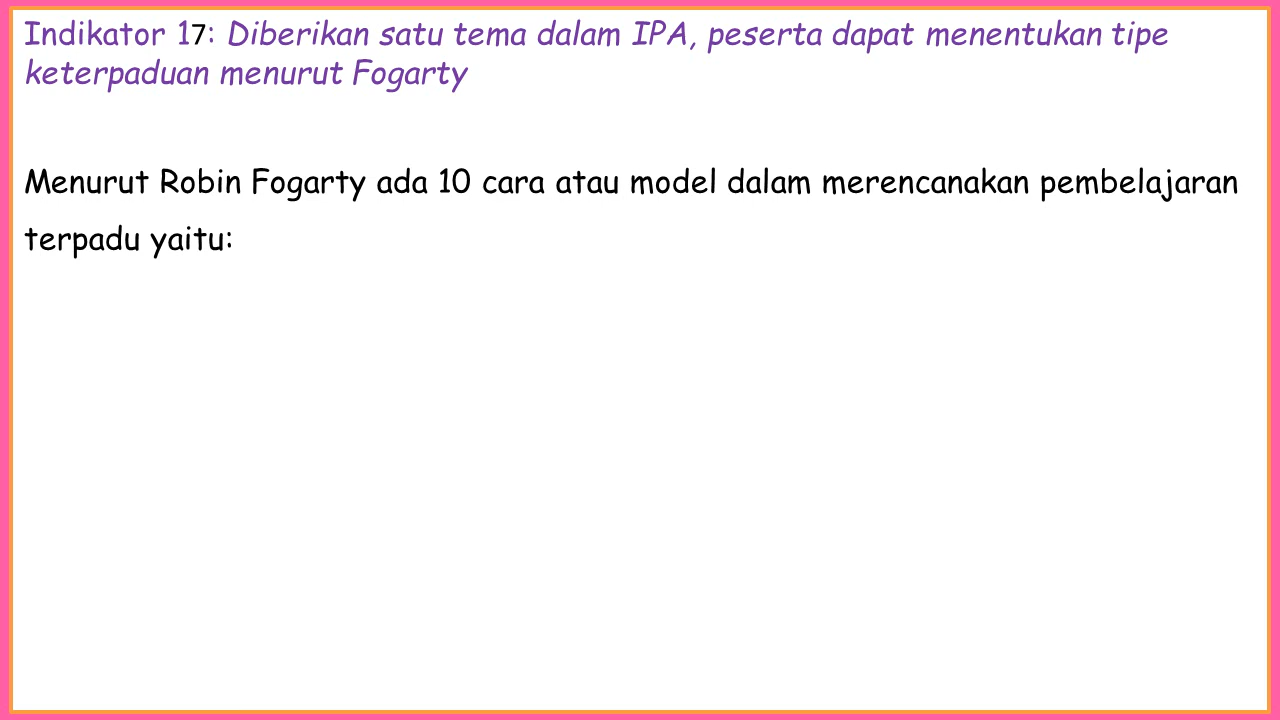 Indikator 17: Diberikan satu tema dalam IPA, peserta dapat menentukan tipe
keterpaduan menurut Fogarty
Menurut Robin Fogarty ada 10 cara atau model dalam merencanakan pembelajaran
terpadu yaitu: